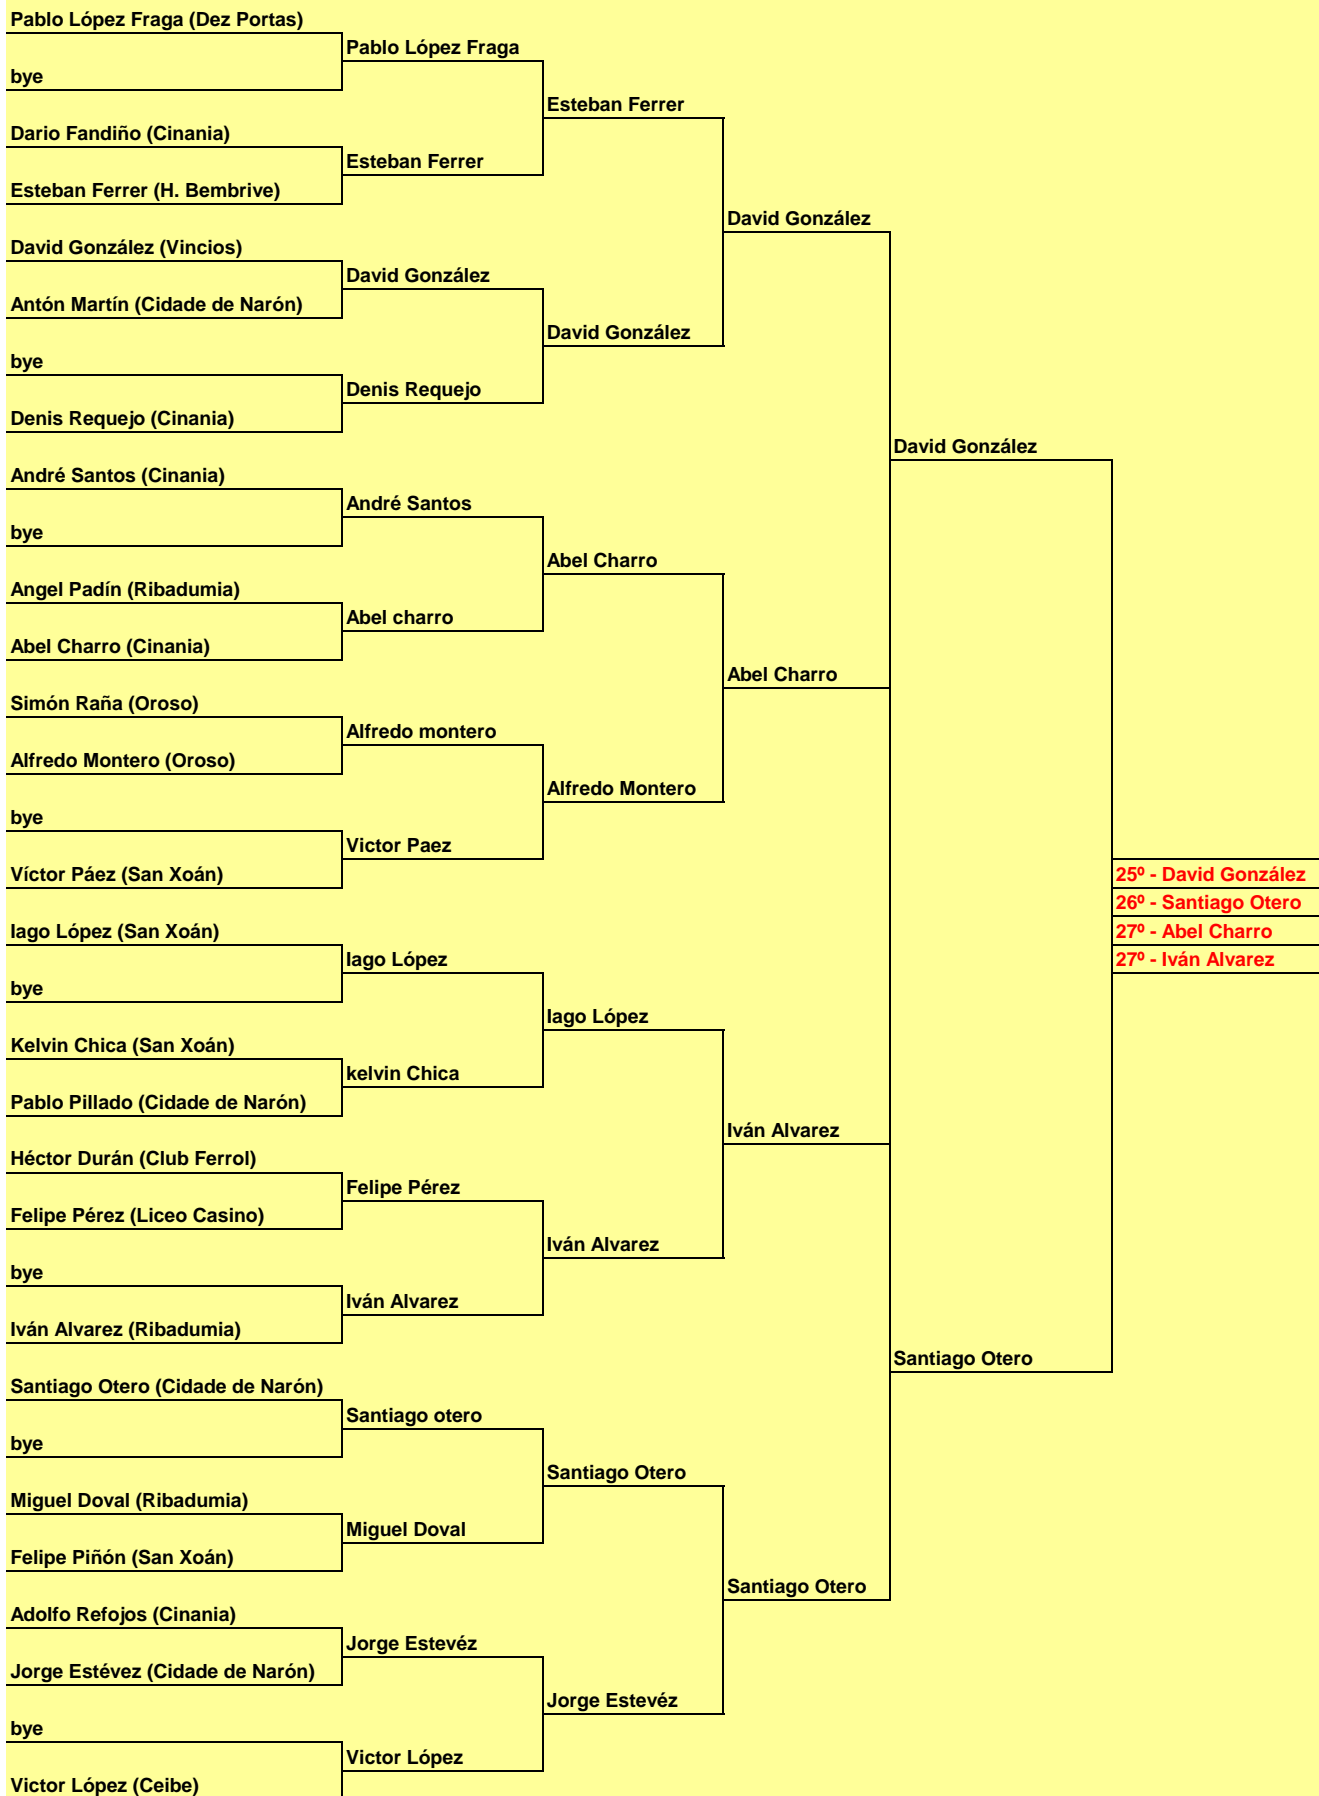 Pablo López Fraga (Dez Portas)
Pablo López Fraga
bye
Esteban Ferrer
Dario Fandiño (Cinania)
Esteban Ferrer
Esteban Ferrer (H. Bembrive)
David González
David González (Vincios)
David González
Antón Martín (Cidade de Narón)
David González
bye
Denis Requejo
Denis Requejo (Cinania)
David González
André Santos (Cinania)
André Santos
bye
Abel Charro
Angel Padín (Ribadumia)
Abel charro
Abel Charro (Cinania)
Abel Charro
Simón Raña (Oroso)
Alfredo montero
Alfredo Montero (Oroso)
Alfredo Montero
bye
Victor Paez
Víctor Páez (San Xoán)
25º - David González
26º - Santiago Otero
27º - Abel Charro
27º - Iván Alvarez
Iago López (San Xoán)
Iago López
bye
Iago López
Kelvin Chica (San Xoán)
kelvin Chica
Pablo Pillado (Cidade de Narón)
Iván Alvarez
Héctor Durán (Club Ferrol)
Felipe Pérez
Felipe Pérez (Liceo Casino)
Iván Alvarez
bye
Iván Alvarez
Iván Alvarez (Ribadumia)
Santiago Otero
Santiago Otero (Cidade de Narón)
Santiago otero
bye
Santiago Otero
Miguel Doval (Ribadumia)
Miguel Doval
Felipe Piñón (San Xoán)
Santiago Otero
Adolfo Refojos (Cinania)
Jorge Estevéz
Jorge Estévez (Cidade de Narón)
Jorge Estevéz
bye
Victor López
Victor López (Ceibe)